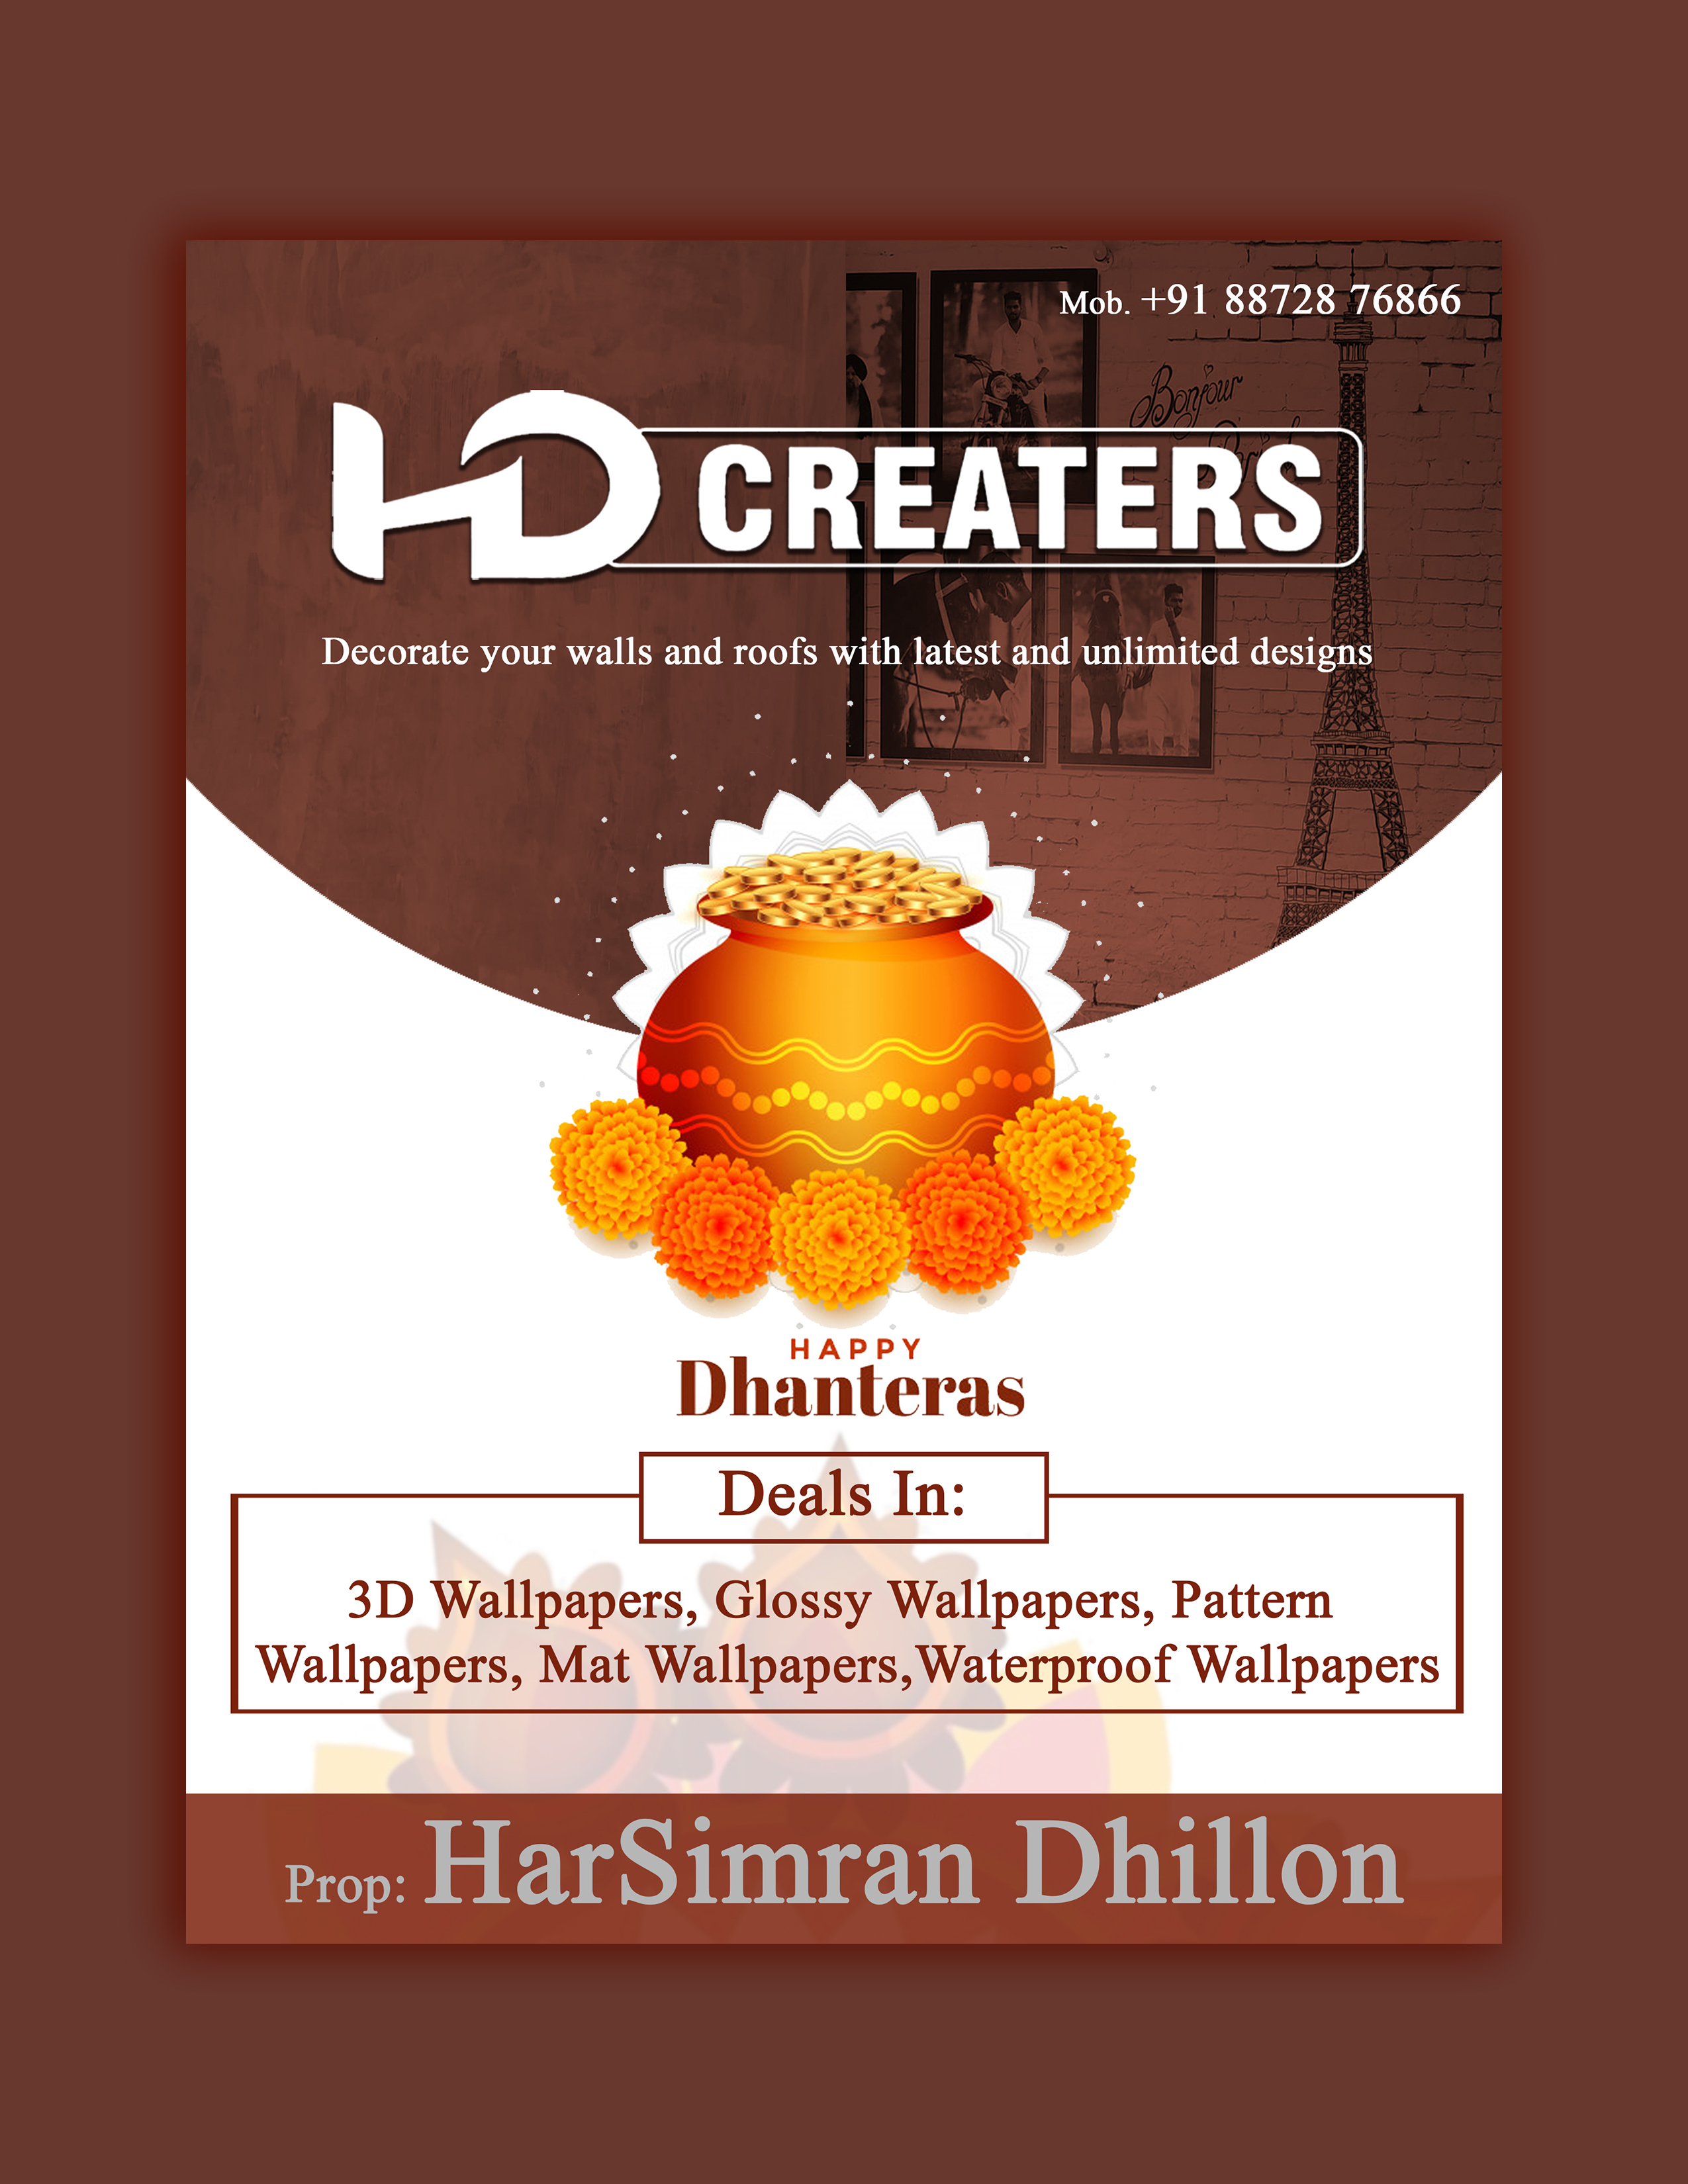 Mob. +91 88728 76866
Bonjour
HD CREATERS
Decorate your walls and roofs with latest and unlimited designs
HAPPY
Dhanteras
Deals In:
3D Wallpapers, Glossy Wallpapers, Pattern
Wallpapers, Mat Wallpapers,Waterproof Wallpapers
Prop: HarSimran Dhillon